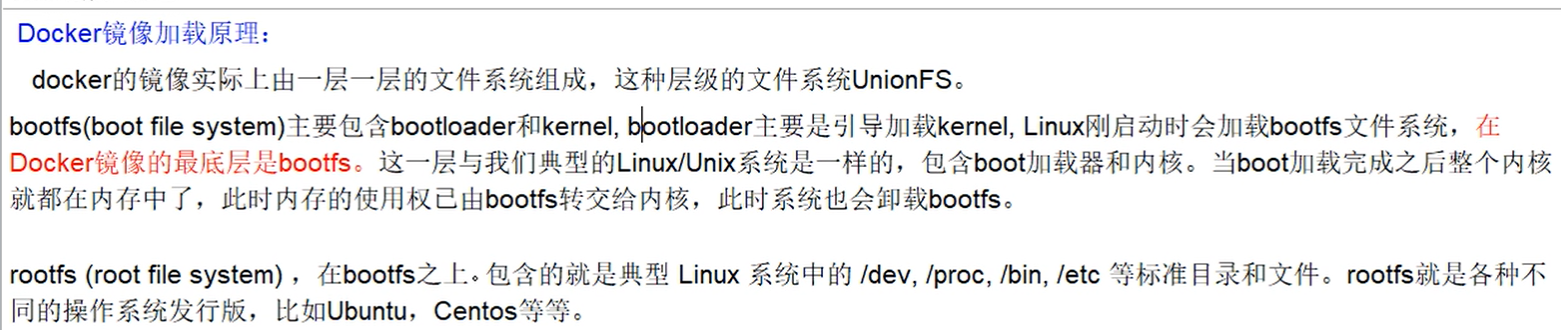 Docker镜像加载原理：
docker的镜像实际上由一层一层的文件系统组成，这种层级的文件系统UnionFS。
bootfs(boot file system)主要包含bootloader和kernel, bootloader主要是引导加载kernel, Linux刚启动时会加载bootfs文件系统，在
Docker镜像的最底层是bootfs。这一层与我们典型的Linux/Unix系统是一样的，包含boot加载器和内核。当boot加载完成之后整个内核
就都在内存中了，此时内存的使用权已由bootfs转交给内核，此时系统也会卸载bootfs。
rootfs (root file system) ，在bootfs之上。包含的就是典型 Linux 系统中的 /dev, /proc, /bin, /etc 等标准目录和文件。rootfs就是各种不
同的操作系统发行版，比如Ubuntu，Centos等等。